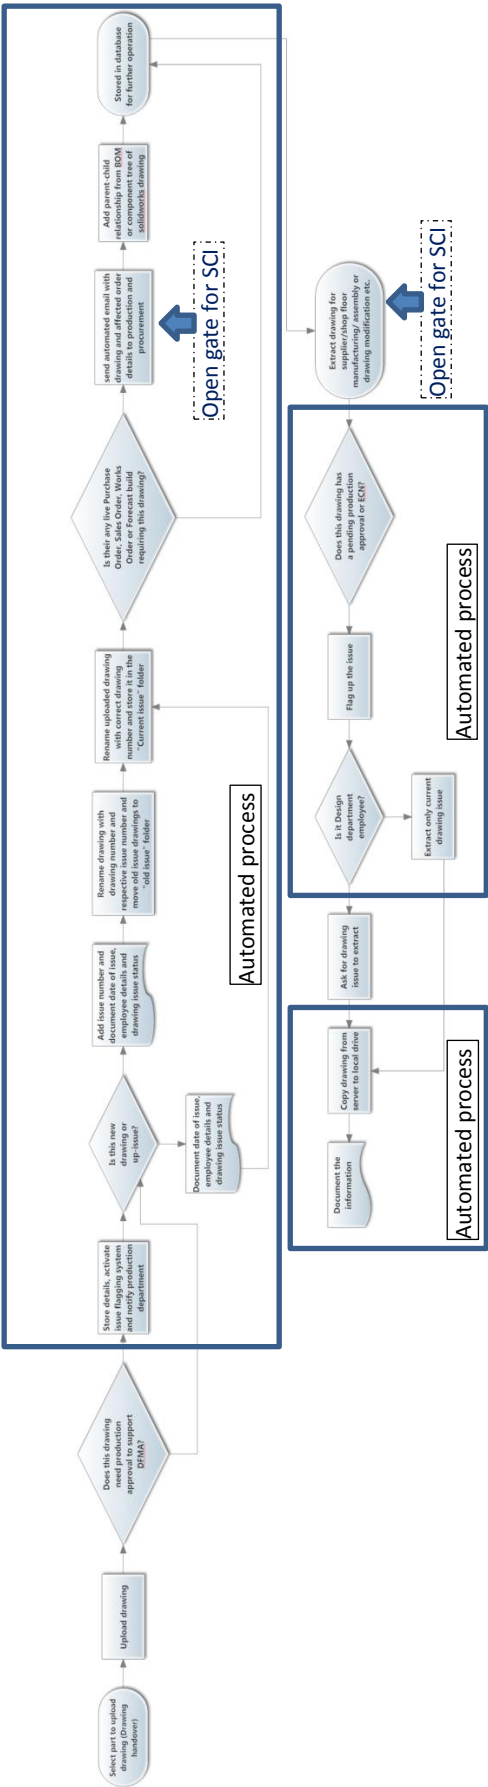 Select part to upload
drawing (Drawing
handover)
Upload drawing
Does this drawing
need production
approval to support
DFMA?
Store details, activate
issue flagging system
and notify production
department
Is this new
drawing or
up-issue?
Document date of issue,
employee details and
drawing issue status
Add issue number and
document date of issue,
employee details and
drawing issue status
Rename drawing with
drawing number and
respective issue number and
move old issue drawings to
"old issue" folder
Rename uploaded drawing
with correct drawing
number and store it in the
"Current issue" folder
Is their any live Purchase
Order, Sales Order, Works
Order or Forecast build
requiring this drawing?
send automated email with
drawing and affected order
details to production and
procurement
Add parent-child
relationship from BOM
or component tree of
solidworks drawing
Stored in database
for further operation
Automated process
Open gate for SCI
Extract drawing for
supplier/shop floor
manufacturing/ assembly or
drawing modification etc.
Open gate for SCI
Does this drawing has
a pending production
approval or ECN?
Flag up the issue
Is it Design
department
employee?
Extract only current
drawing issue
Automated process
Ask for drawing
issue to extract
Copy drawing from
server to local drive
Document the
information
Automated process